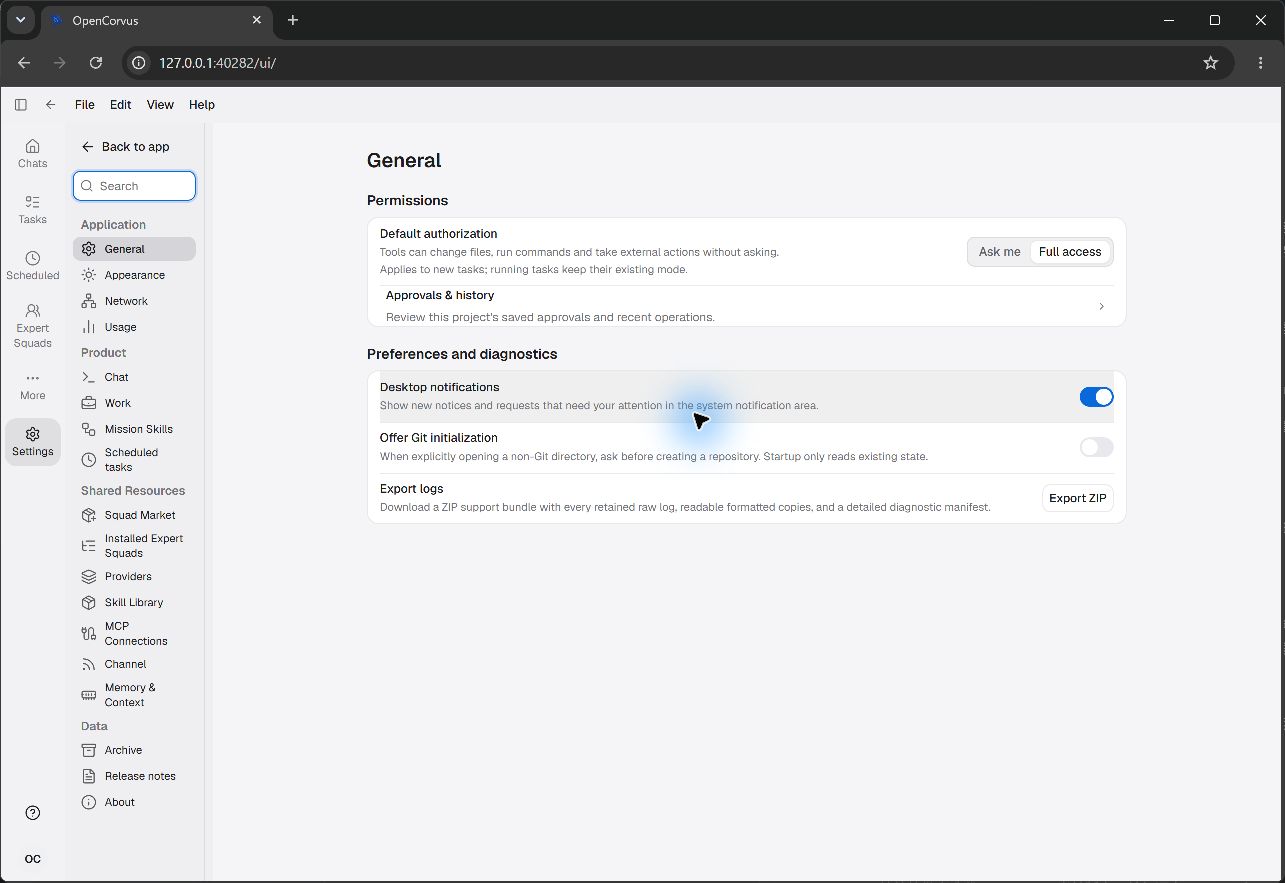 OpenCorvus
127.0.0.1:40282/ui/
File Edit View Help
Chats
Tasks
Scheduled
Expert
Squads
More
Settings
OC
Back to app
Search
Application
General
Appearance
Network
Usage
Product
Chat
Work
Mission Skills
Scheduled
tasks
Shared Resources
Squad Market
Installed Expert
Squads
Providers
Skill Library
MCP
Connections
Channel
Memory &
Context
Data
Archive
Release notes
About
General
Permissions
Default authorization
Tools can change files, run commands and take external actions without asking.
Applies to new tasks; running tasks keep their existing mode.
Ask me Full access
Approvals & history
Review this project's saved approvals and recent operations.
Preferences and diagnostics
Desktop notifications
Show new notices and requests that need your attention in the system notification area.
Offer Git initialization
When explicitly opening a non-Git directory, ask before creating a repository. Startup only reads existing state.
Export logs
Download a ZIP support bundle with every retained raw log, readable formatted copies, and a detailed diagnostic manifest.
Export ZIP